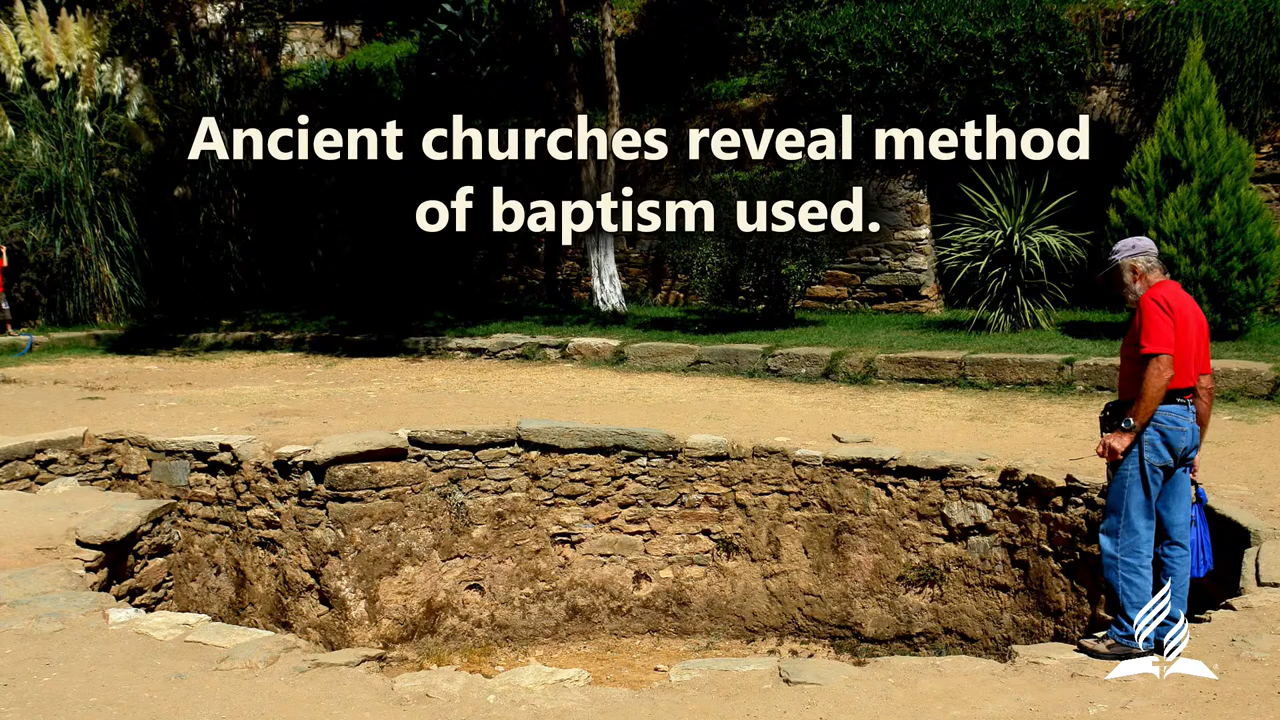 Ancient churches reveal method
of baptism used.